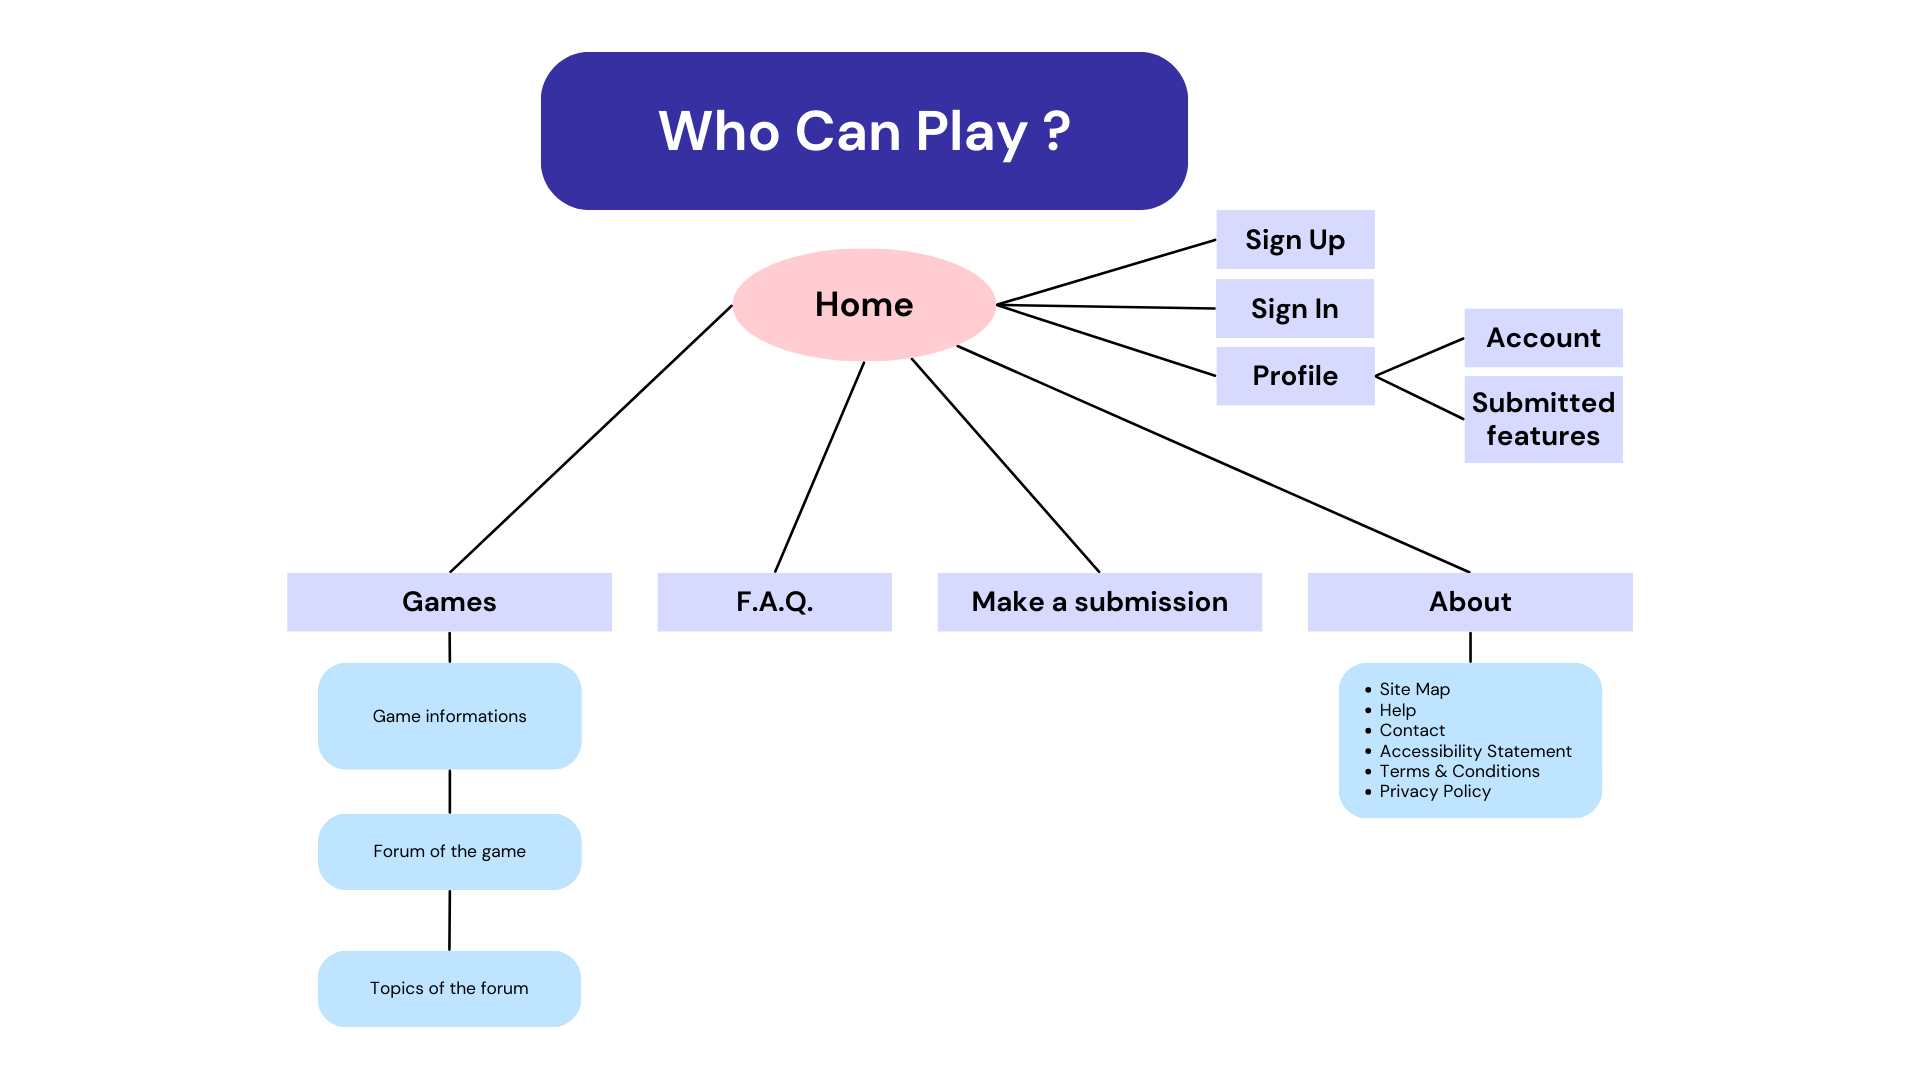 Who Can Play ?
Home
Sign Up
Sign In
Profile
Account
Submitted
features
Games
F.A.Q.
Make a submission
About
Game informations
Forum of the game
Topics of the forum
• Site Map
• Help
• Contact
• Accessibility Statement
• Terms & Conditions
• Privacy Policy